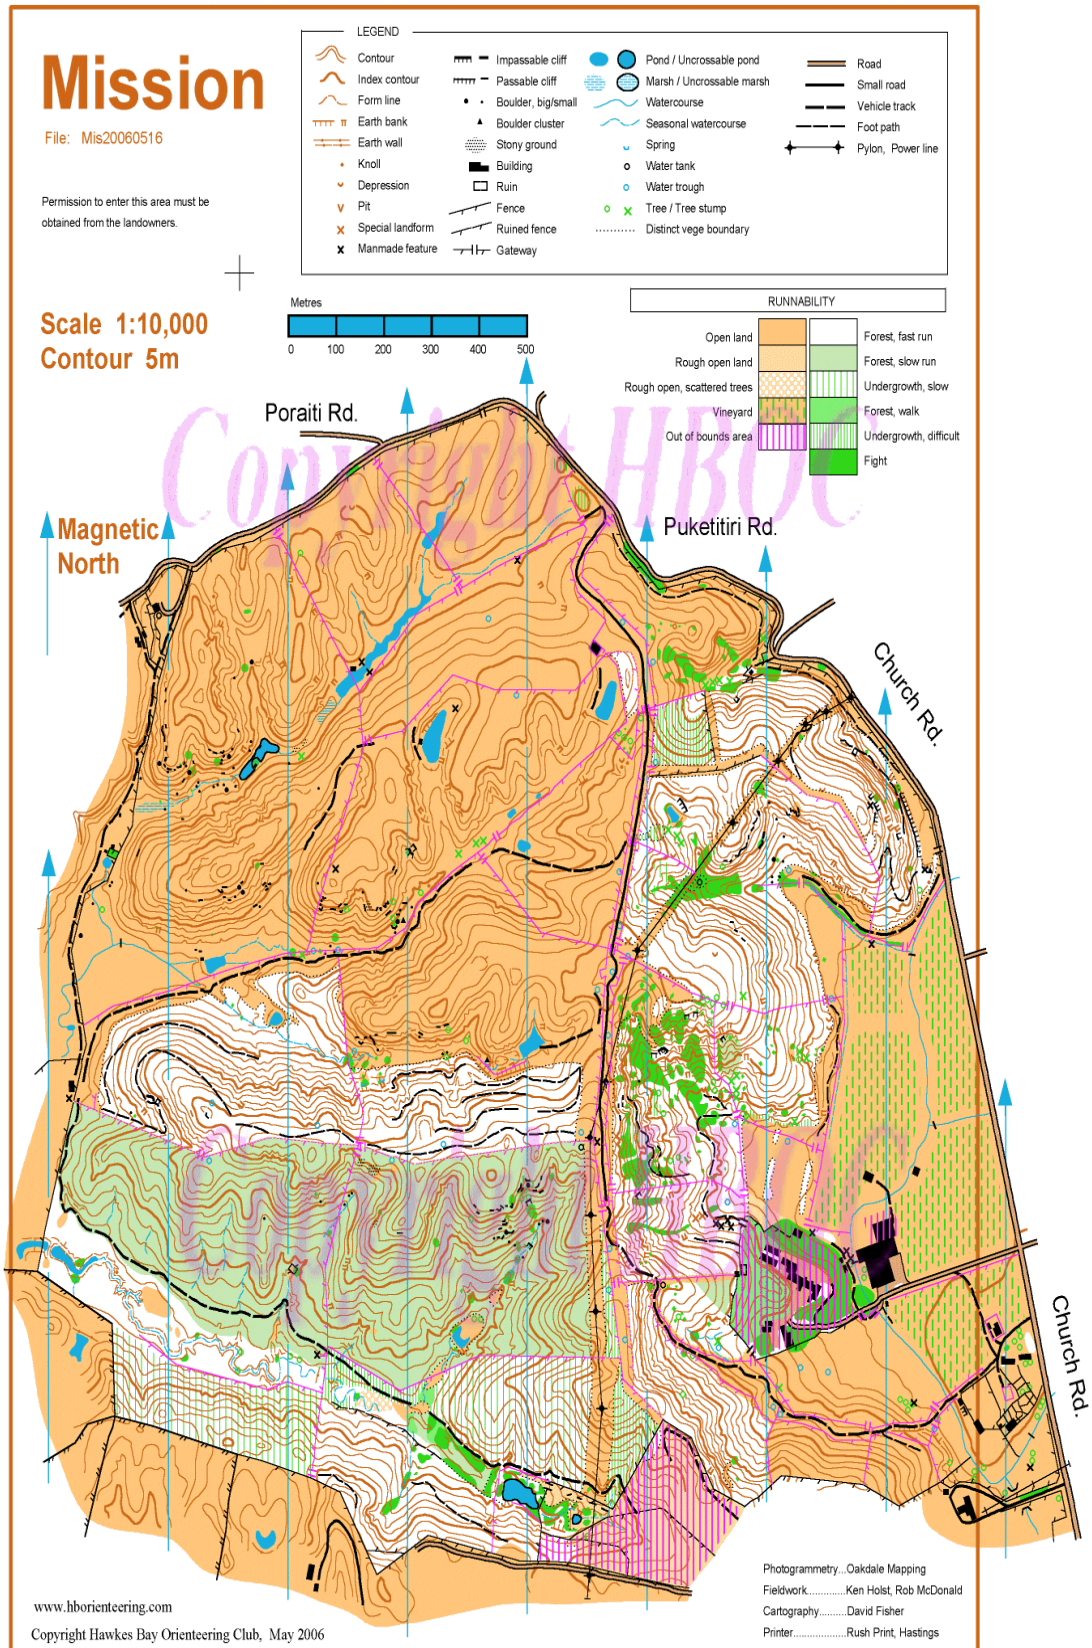 Mission
File: Mis20060516
Permission to enter this area must be
obtained from the landowners.
LEGEND
Contour
Index contour
Form line
Earth bank
Earth wall
Knoll
Depression
Pit
Special landform
Manmade feature
Impassable cliff
Passable cliff
Boulder, big/small
Boulder cluster
Stony ground
Building
Ruin
Fence
Ruined fence
Gateway
Pond / Uncrossable pond
Marsh / Uncrossable marsh
Watercourse
Seasonal watercourse
Spring
Water tank
Water trough
Tree / Tree stump
Distinct vege boundary
Road
Small road
Vehicle track
Foot path
Pylon, Power line
Scale 1:10,000
Contour 5m
Metres
0 100 200 300 400 500
RUNNABILITY
Open land
Rough open land
Rough open, scattered trees
Vineyard
Out of bounds area
Forest, fast run
Forest, slow run
Undergrowth, slow
Forest, walk
Undergrowth, difficult
Fight
Poraiti Rd.
Copyright HBOC
Magnetic
North
Puketitiri Rd.
Church Rd.
Church Rd.
Photogrammetry...Oakdale Mapping
Fieldwork.............Ken Holst, Rob McDonald
Cartography..........David Fisher
Printer...................Rush Print, Hastings
www.hborienteering.com
Copyright Hawkes Bay Orienteering Club, May 2006